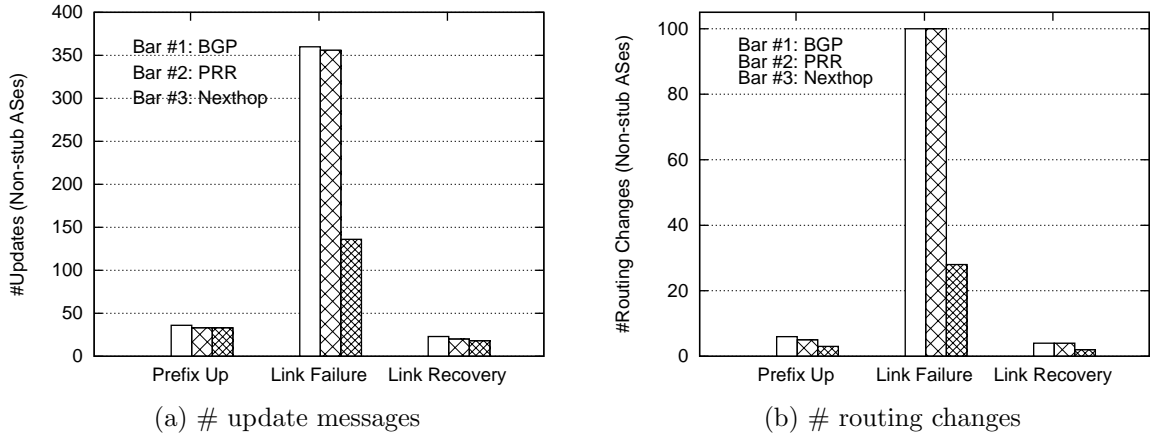 #Updates (Non-stub ASes)
400
350
300
250
200
150
100
50
0
Bar #1: BGP
Bar #2: PRR
Bar #3: Nexthop
Prefix Up
Link Failure
Link Recovery
(a) # update messages
#Routing Changes (Non-stub ASes)
100
80
60
40
20
0
Bar #1: BGP
Bar #2: PRR
Bar #3: Nexthop
Prefix Up
Link Failure
Link Recovery
(b) # routing changes